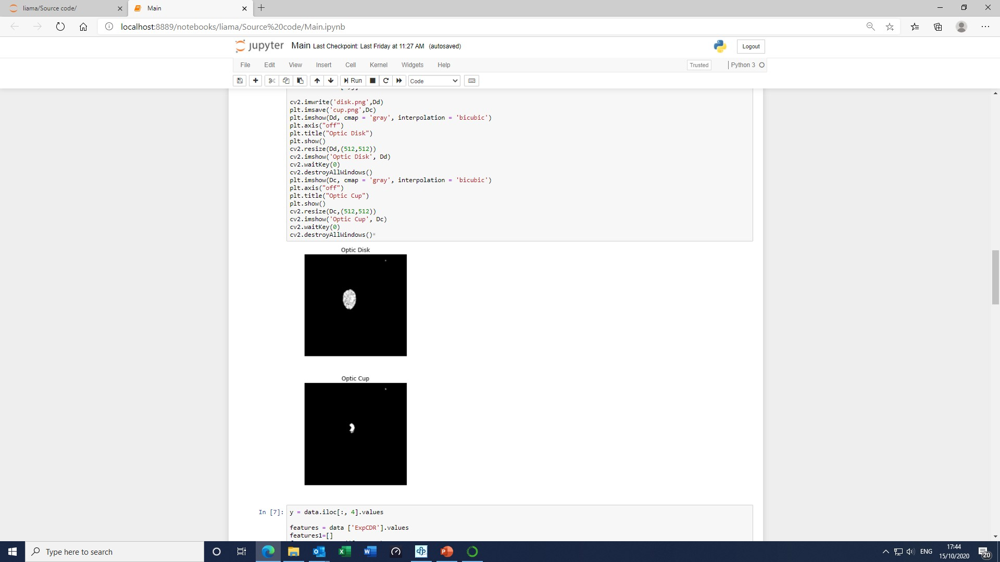 liama/Source code/
Main
localhost:8889/notebooks/liama/Source%20code/Main.ipynb
jupyter Main Last Checkpoint: Last Friday at 11:27 AM (autosaved)
Logout
File Edit View Insert Cell Kernel Widgets Help
Trusted
Python 3
Run
Code
cv2.imwrite('disk.png',Dd)
plt.imsave('cup.png',Dc)
plt.imshow(Dd, cmap = 'gray', interpolation = 'bicubic')
plt.axis("off")
plt.title("Optic Disk")
plt.show()
cv2.resize(Dd,(512,512))
cv2.imshow('Optic Disk', Dd)
cv2.waitKey(0)
cv2.destroyAllWindows()
plt.imshow(Dc, cmap = 'gray', interpolation = 'bicubic')
plt.axis("off")
plt.title("Optic Cup")
plt.show()
cv2.resize(Dc,(512,512))
cv2.imshow('Optic Cup', Dc)
cv2.waitKey(0)
cv2.destroyAllWindows()"
Optic Disk
Optic Cup
In [7]:
y = data.iloc[:, 4].values
features = data ['ExpCDR'].values
features1=[]
Type here to search
ENG
17:44
15/10/2020
20